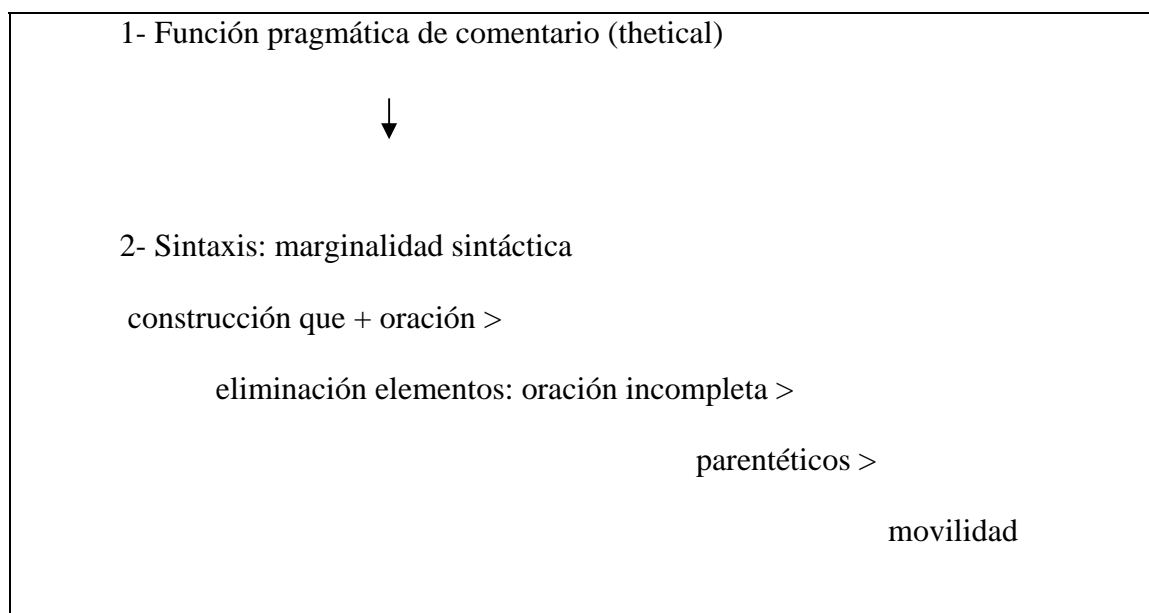 1- Función pragmática de comentario (thetical)
2- Sintaxis: marginalidad sintáctica
construcción que + oración >
eliminación elementos: oración incompleta >
parentéticos >
movilidad